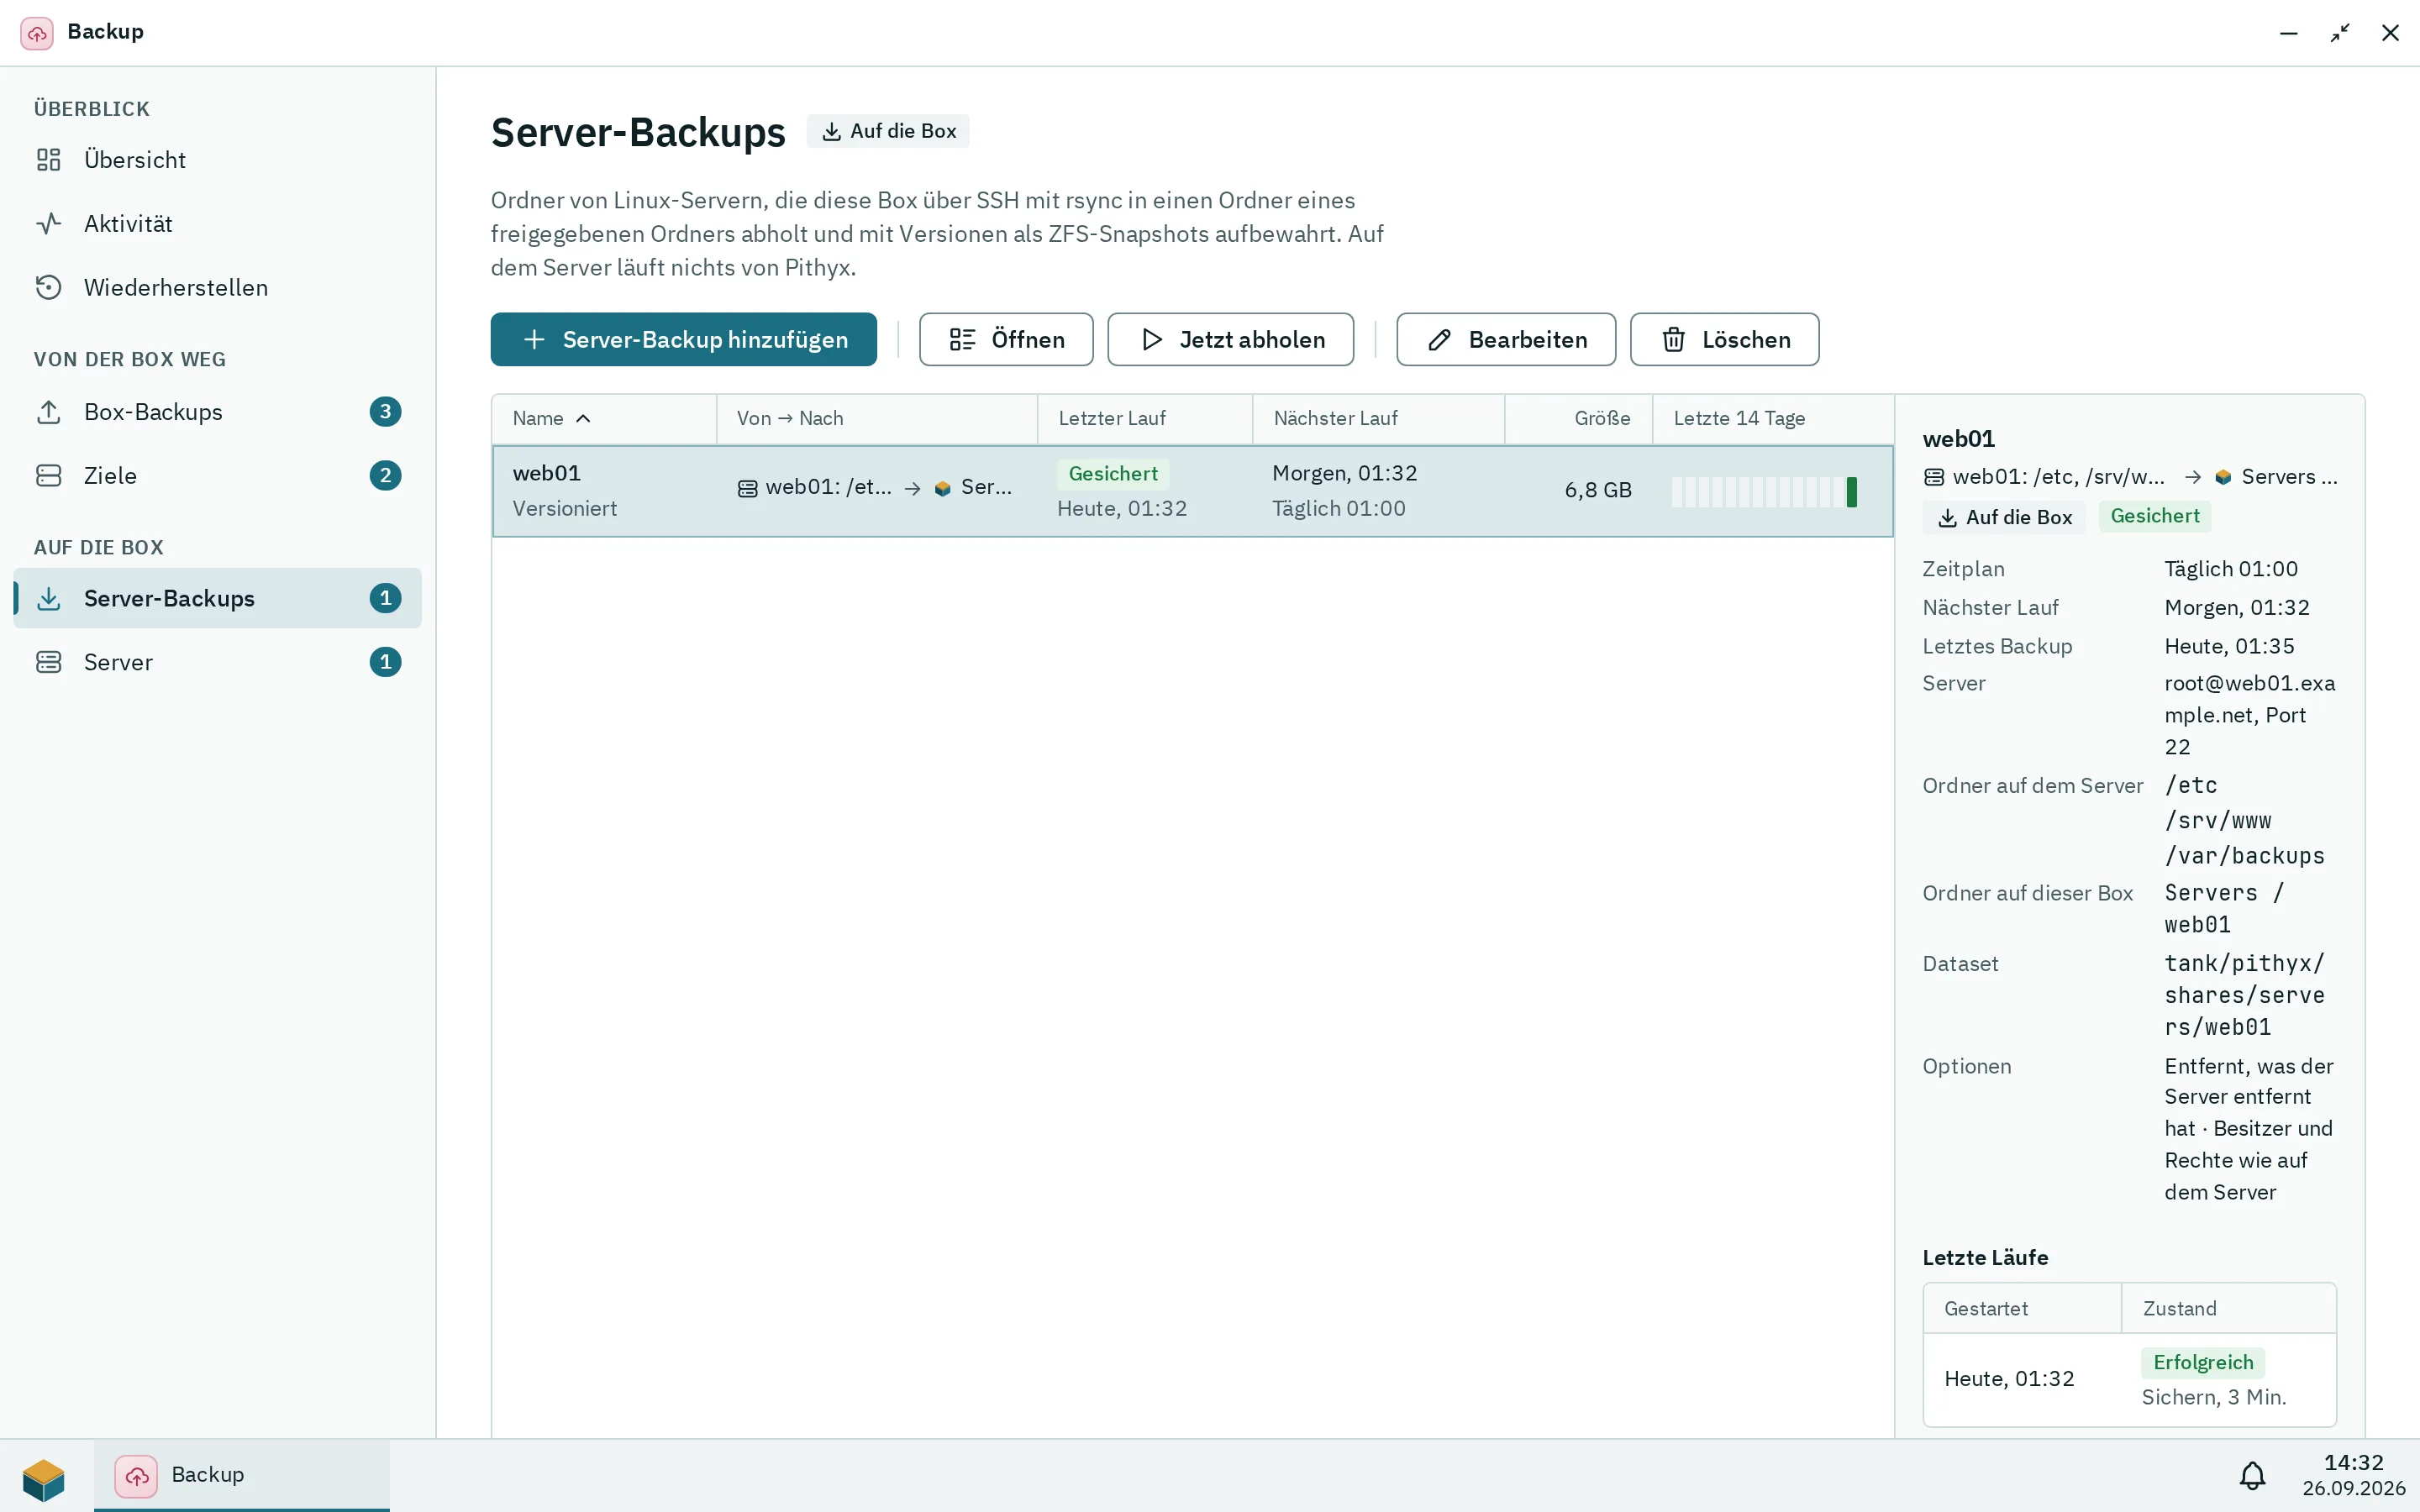 Backup
ÜBERBLICK
Übersicht
Aktivität
Wiederherstellen
VON DER BOX WEG
Box-Backups 3
Ziele 2
AUF DIE BOX
Server-Backups 1
Server 1
Server-Backups Auf die Box
Ordner von Linux-Servern, die diese Box über SSH mit rsync in einen Ordner eines
freigegebenen Ordners abholt und mit Versionen als ZFS-Snapshots aufbewahrt. Auf
dem Server läuft nichts von Pithyx.
Server-Backup hinzufügen Öffnen Jetzt abholen Bearbeiten Löschen
Name Von → Nach Letzter Lauf Nächster Lauf Größe Letzte 14 Tage
web01
Versioniert
web01: /et... → Ser...
Gesichert
Heute, 01:32
Morgen, 01:32
Täglich 01:00
6,8 GB
web01
web01: /etc, /srv/w... → Servers ...
Auf die Box Gesichert
Zeitplan Täglich 01:00
Nächster Lauf Morgen, 01:32
Letztes Backup Heute, 01:35
Server root@web01.exa
mple.net, Port
22
Ordner auf dem Server /etc
/srv/www
/var/backups
Ordner auf dieser Box Servers /
web01
Dataset tank/pithyx/
shares/serve
rs/web01
Optionen Entfernt, was der
Server entfernt
hat · Besitzer und
Rechte wie auf
dem Server
Letzte Läufe
Gestartet Zustand
Heute, 01:32
Erfolgreich
Sichern, 3 Min.
Backup
14:32
26.09.2026